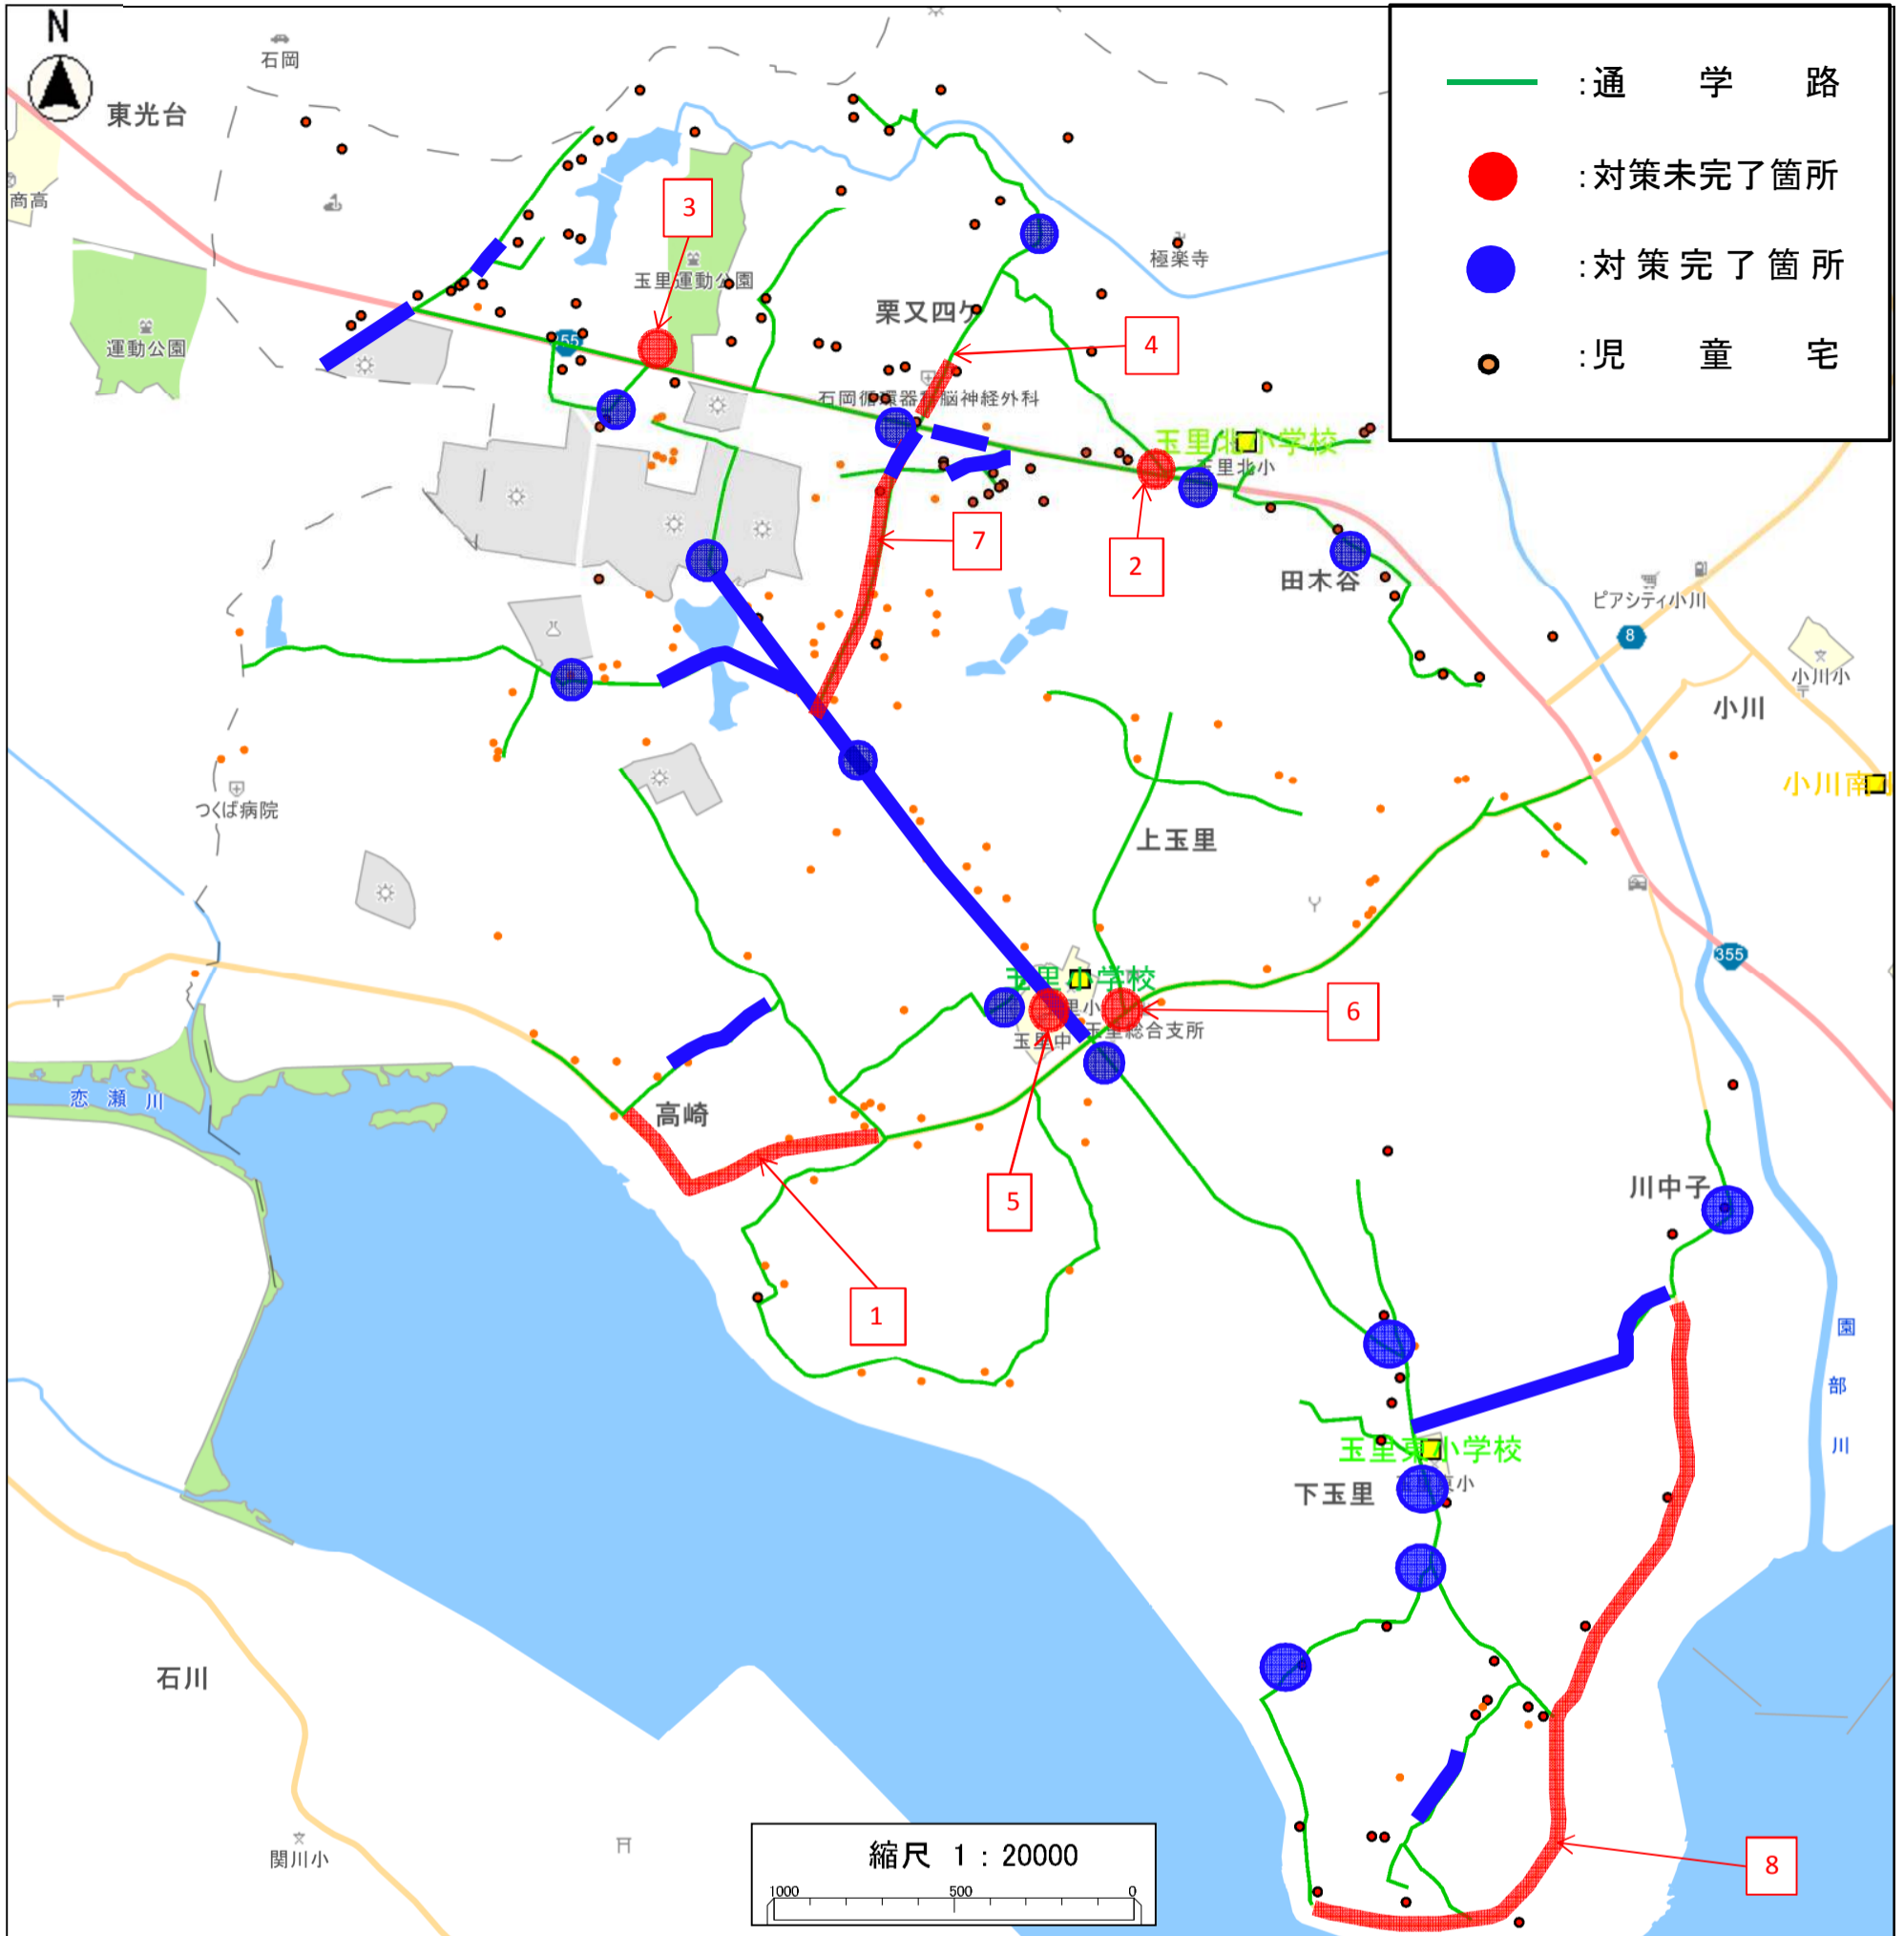 N
石岡
東光台
商高
:通 学 路
:対策未完了箇所
:対策完了箇所
:児 童 宅
3
極楽寺
玉里運動公園
栗又四ケ
運動公園
4
石岡循環器科脳神経外科
玉里北小学校
玉里北小
7
2
田木谷
ピアシティ小川
8
小川小
小川
小川南
つくば病院
上玉里
355
玉里小学校
6
玉里中
玉里総合支所
恋瀬川
高崎
5
川中子
1
園部川
玉里東小学校
下玉里
石川
関川小
縮尺 1:20000
1000 500 0
8